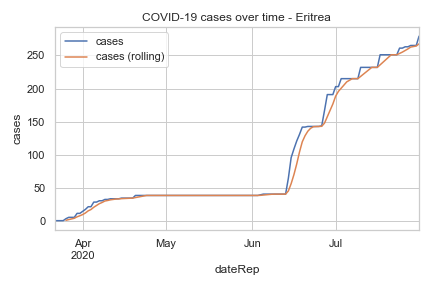 COVID-19 cases over time - Eritrea
cases
cases (rolling)
250
200
150
100
50
0
cases
Apr
2020
May
Jun
Jul
dateRep